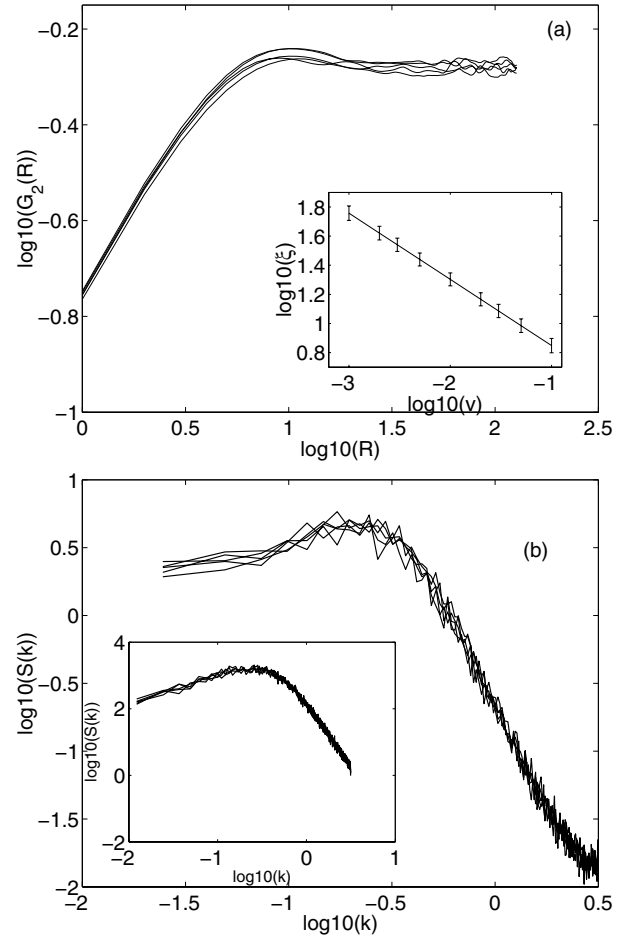 (a)
−0.2
−0.4
−0.6
−0.8
−1
log10(G2(R))
0 0.5 1 1.5 2 2.5
log10(R)
1.8
1.6
1.4
1.2
1
0.8
log10(ξ)
−3 −2 −1
log10(v)
(b)
1
0.5
0
−0.5
−1
−1.5
−2
log10(S(k))
−2 −1.5 −1 −0.5 0 0.5
log10(k)
4
2
0
−2
log10(S(k))
−2 −1 0 1
log10(k)